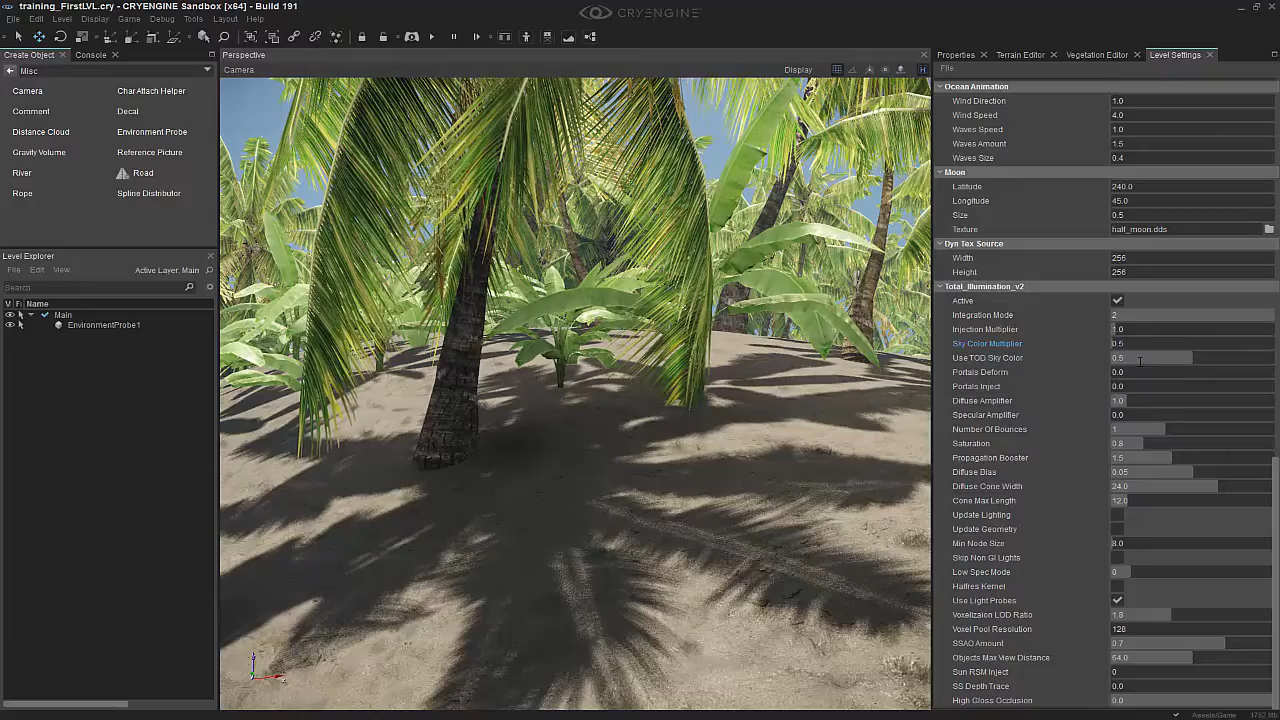 training_FirstLVL.cry - CRYENGINE Sandbox [x64] - Build 191
CRYENGINE
File Edit Level Display Game Debug Tools Layout Help
Create Object Console
Misc
Camera CharAttach Helper
Comment Decal
Distance Cloud Environment Probe
Gravity Volume Reference Picture
River Road
Rope Spline Distributor
Level Explorer
File Edit View Active Layer: Main
Search
V Fi Name
Main
EnvironmentProbe1
Perspective
Camera Display
H
Properties Terrain Editor Vegetation Editor Level Settings
File
Ocean Animation
Wind Direction 1.0
Wind Speed 4.0
Waves Speed 1.0
Waves Amount 1.5
Waves Size 0.4
Moon
Latitude 240.0
Longitude 45.0
Size 0.5
Texture half_moon.dds
Dyn Tex Source
Width 256
Height 256
Total_Illumination_v2
Active
Integration Mode 2
Injection Multiplier 1.0
Sky Color Multiplier 0.5
Use TOD Sky Color 0.5
Portals Deform 0.0
Portals Inject 0.0
Diffuse Amplifier 1.0
Specular Amplifier 0.0
Number Of Bounces 1
Saturation 0.8
Propagation Booster 1.5
Diffuse Bias 0.05
Diffuse Cone Width 24.0
Cone Max Length 12.0
Update Lighting
Update Geometry
Min Node Size 8.0
Skip Non GI Lights
Low Spec Mode 0
Halfres Kernel
Use Light Probes
Voxelizaion LOD Ratio 1.8
Voxel Pool Resolution 128
SSAO Amount 0.7
Objects Max View Distance 64.0
Sun RSM Inject 0
SS Depth Trace 0.0
High Gloss Occlusion 0.0
Assets/Game 1752 Mb